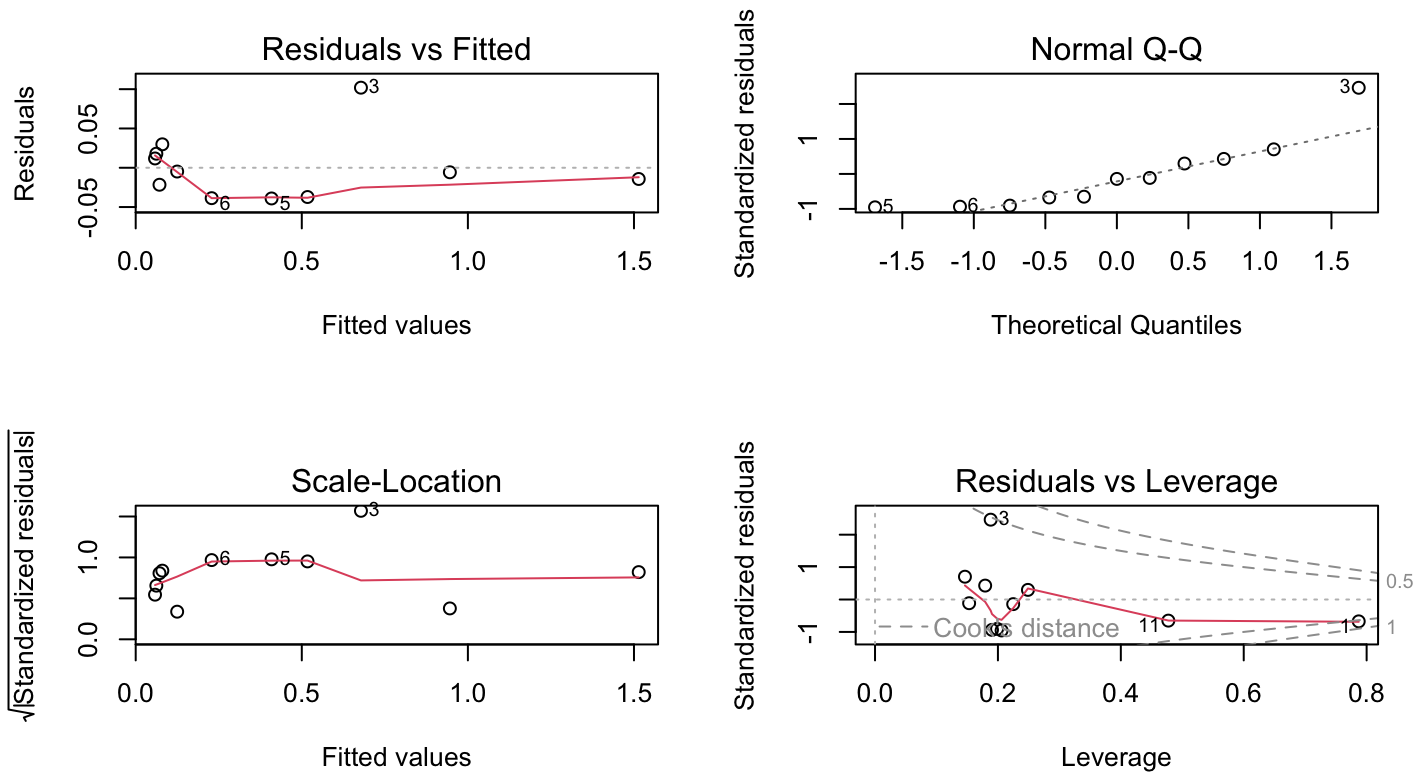 Residuals vs Fitted
Residuals
0.05
-0.05
3
6
5
0.0 0.5 1.0 1.5
Fitted values
Normal Q-Q
Standardized residuals
1
-1
3
5
6
-1.5 -1.0 -0.5 0.0 0.5 1.0 1.5
Theoretical Quantiles
Scale-Location
√|Standardized residuals|
1.0
0.0
3
6
5
0.0 0.5 1.0 1.5
Fitted values
Residuals vs Leverage
Standardized residuals
1
-1
3
11
1
0.5
1
Cook's distance
0.0 0.2 0.4 0.6 0.8
Leverage